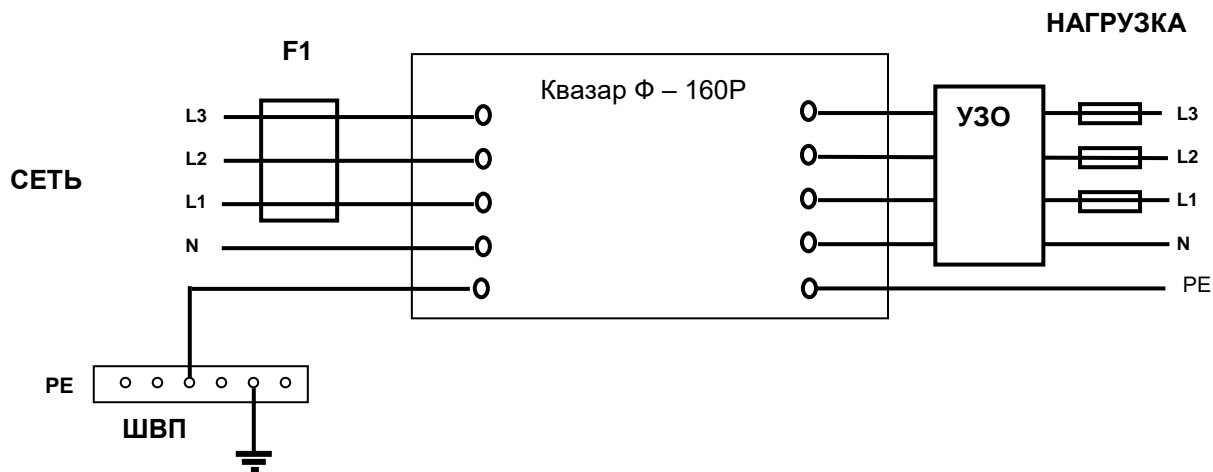 НАГРУЗКА
F1
Квазар Ф – 160Р
УЗО
L3
L3
L2
L2
СЕТЬ
L1
L1
N
N
PE
PE
ШВП